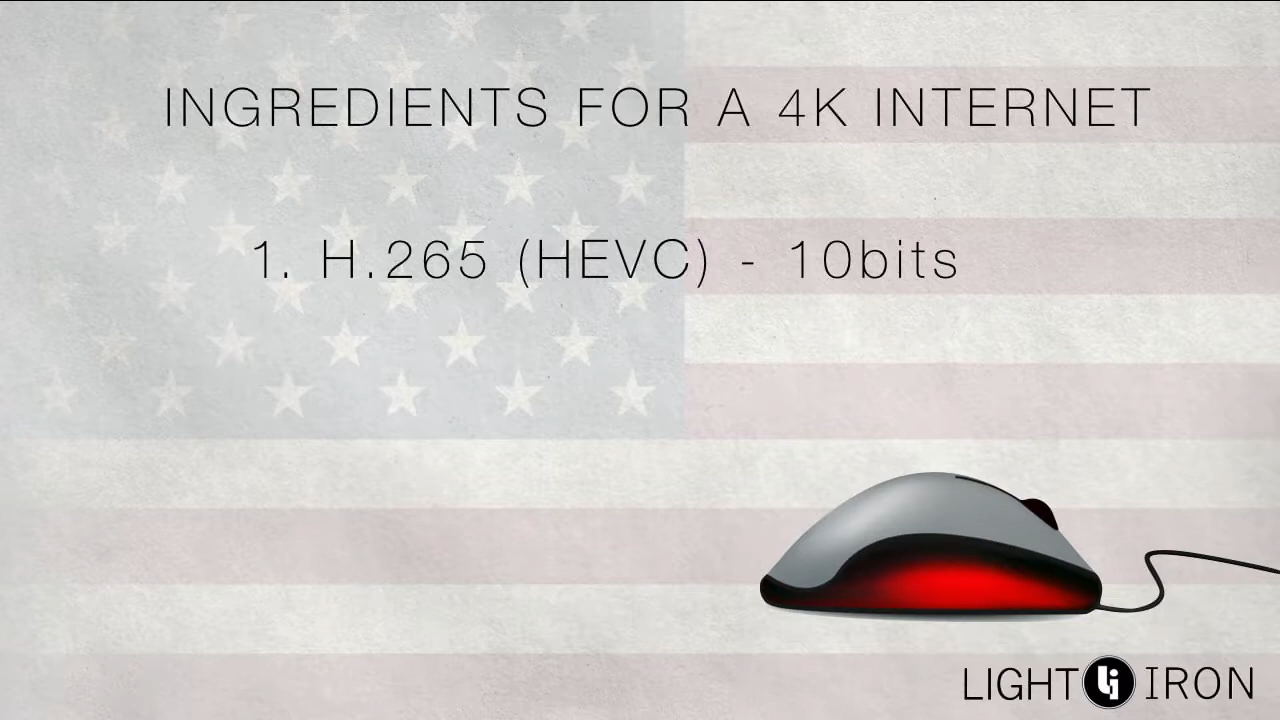 INGREDIENTS FOR A 4K INTERNET
1. H.265 (HEVC) - 10bits
LIGHT IRON